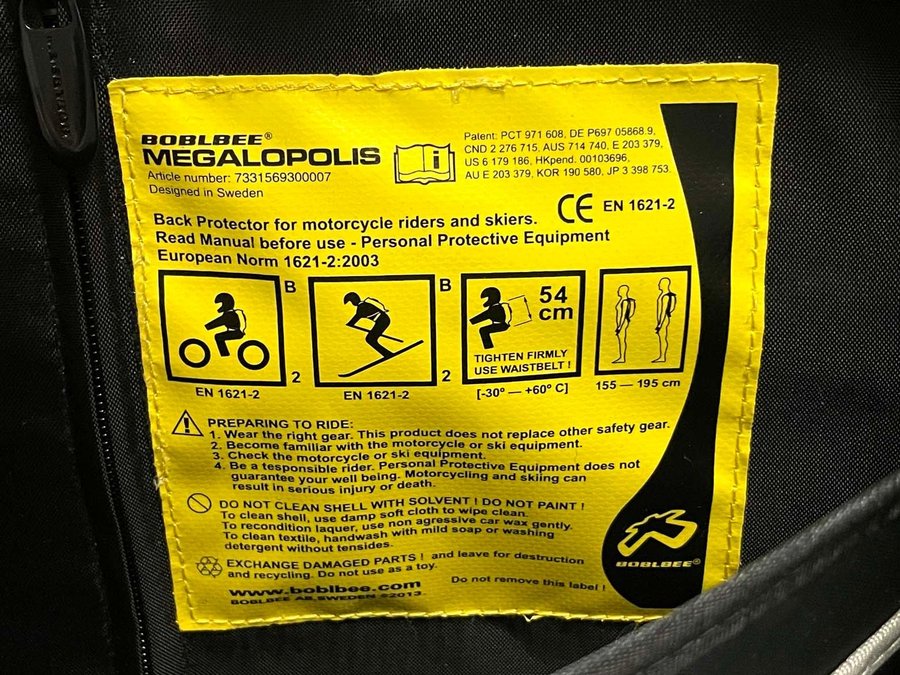 BOBLBEE®
MEGALOPOLIS
Article number: 7331569300007
Designed in Sweden
i
Patent: PCT 971 608, DE P697 05868.9,
CND 2 276 715, AUS 714 740, E 203 379,
US 6 179 186, HKpend. 00103696,
AU E 203 379, KOR 190 580, JP 3 398 753.
Back Protector for motorcycle riders and skiers.
CE EN 1621-2
Read Manual before use - Personal Protective Equipment
European Norm 1621-2:2003
B
2
EN 1621-2
B
2
EN 1621-2
54
cm
TIGHTEN FIRMLY
USE WAISTBELT !
[-30° — +60° C]
155 — 195 cm
PREPARING TO RIDE:
1. Wear the right gear. This product does not replace other safety gear.
2. Become familiar with the motorcycle or ski equipment.
3. Check the motorcycle or ski equipment.
4. Be a tesponsible rider. Personal Protective Equipment does not
guarantee your well being. Motorcycling and skiing can
result in serious injury or death.
DO NOT CLEAN SHELL WITH SOLVENT ! DO NOT PAINT !
To clean shell, use damp soft cloth to wipe clean.
To recondition laquer, use non agressive car wax gently.
To clean textile, handwash with mild soap or washing
detergent without tensides.
EXCHANGE DAMAGED PARTS ! and leave for destruction
and recycling. Do not use as a toy.
www.boblbee.com
Do not remove this label !
BOBLBEE AB, SWEDEN ©2013.
BOBLBEE®